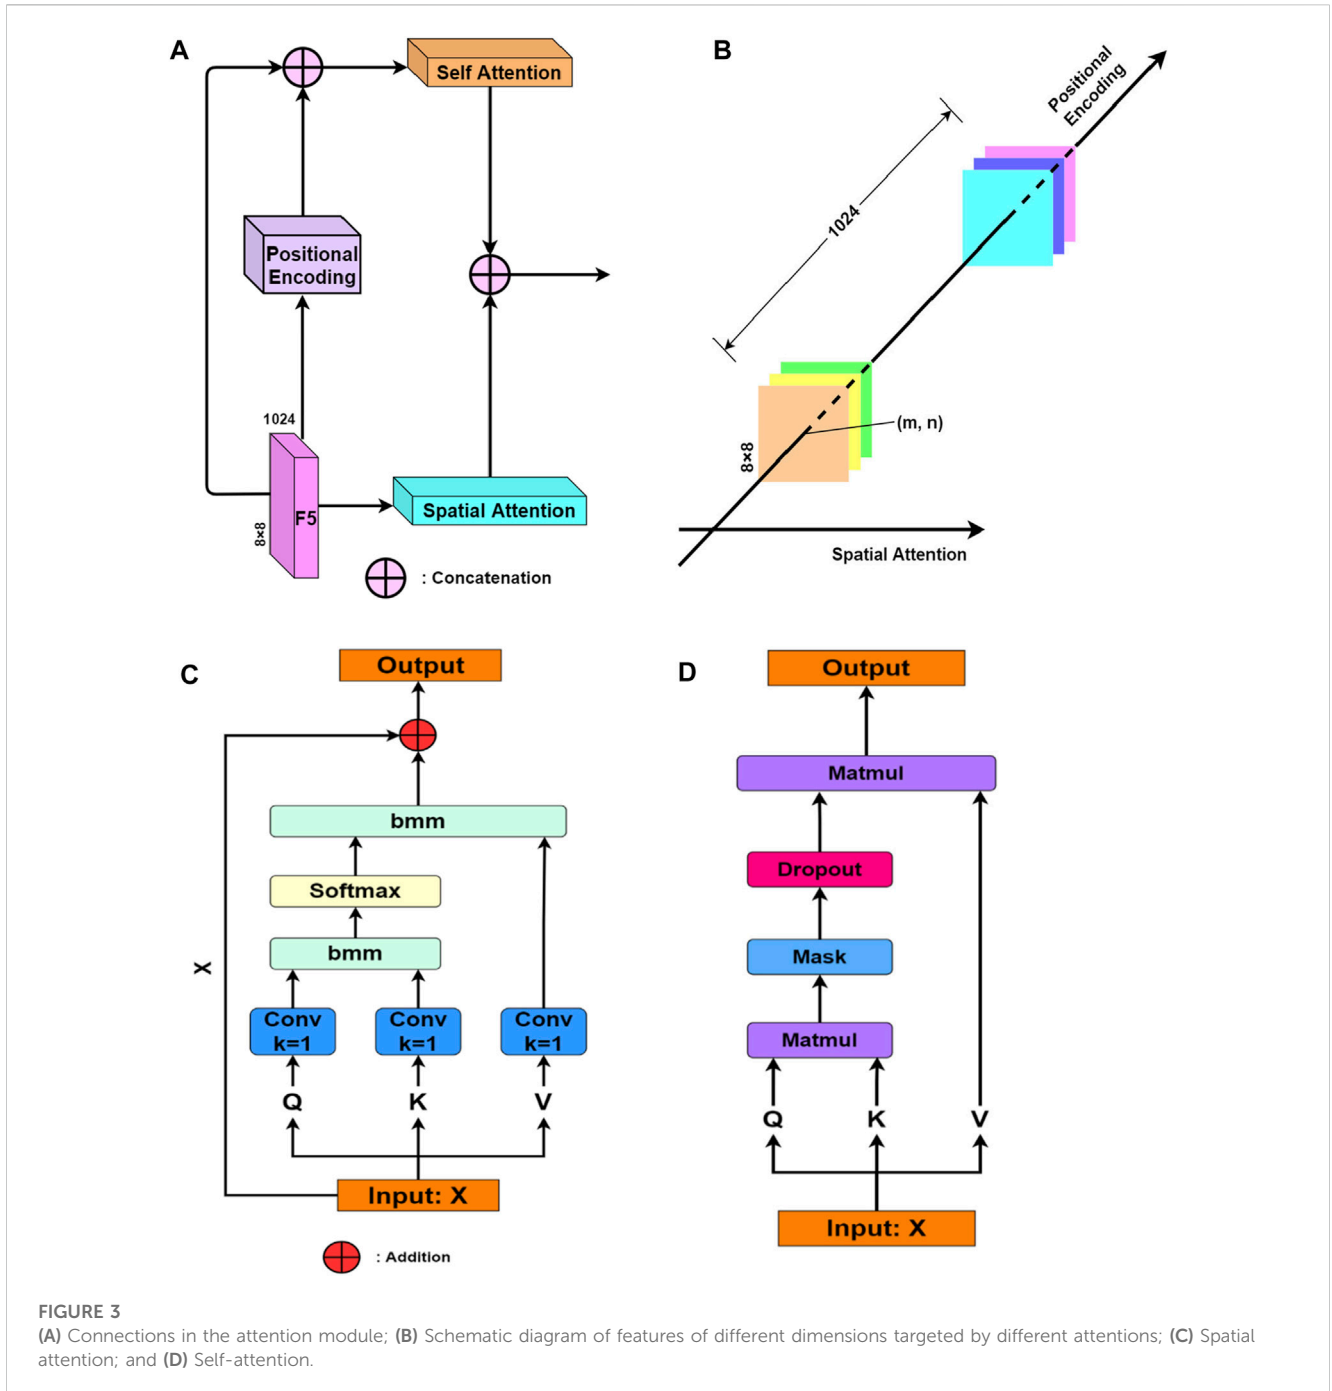 A
Self Attention
Positional
Encoding
1024
8×8
F5
Spatial Attention
: Concatenation
B
Positional
Encoding
1024
(m, n)
8×8
Spatial Attention
C
Output
bmm
Softmax
bmm
X
Conv
k=1
Conv
k=1
Conv
k=1
Q
K
V
Input: X
: Addition
D
Output
Matmul
Dropout
Mask
Matmul
Q
K
V
Input: X
FIGURE 3
(A) Connections in the attention module; (B) Schematic diagram of features of different dimensions targeted by different attentions; (C) Spatial
attention; and (D) Self-attention.